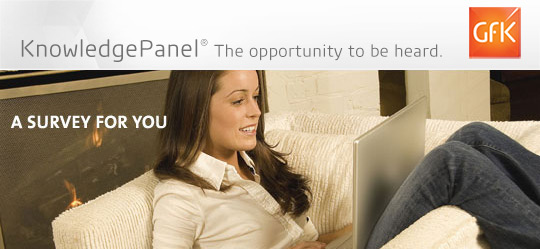 KnowledgePanel® The opportunity to be heard.
GfK
A SURVEY FOR YOU